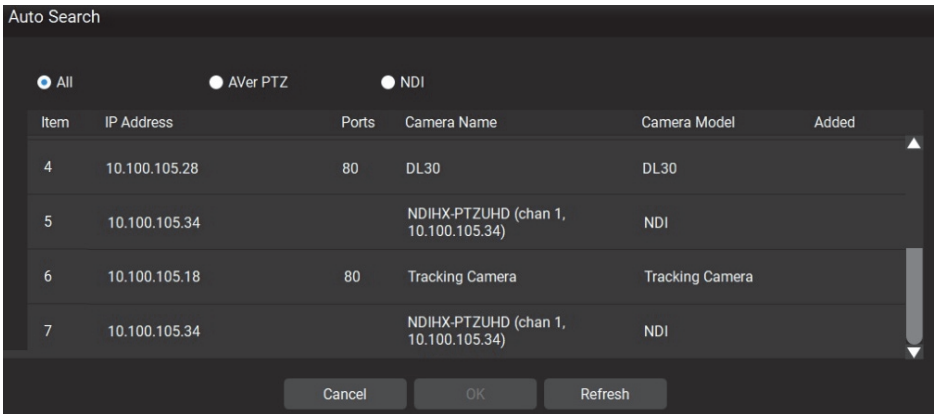 Auto Search
All AVer PTZ NDI
Item IP Address Ports Camera Name Camera Model Added
4 10.100.105.28 80 DL30 DL30
5 10.100.105.34 NDIHX-PTZUHD (chan 1, 10.100.105.34) NDI
6 10.100.105.18 80 Tracking Camera Tracking Camera
7 10.100.105.34 NDIHX-PTZUHD (chan 1, 10.100.105.34) NDI
Cancel OK Refresh